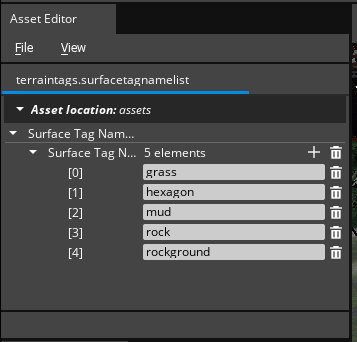 Asset Editor
File View
terraintags.surfacetagnamelist
Asset location: assets
Surface Tag Nam...
Surface Tag N... 5 elements
[0] grass
[1] hexagon
[2] mud
[3] rock
[4] rockground